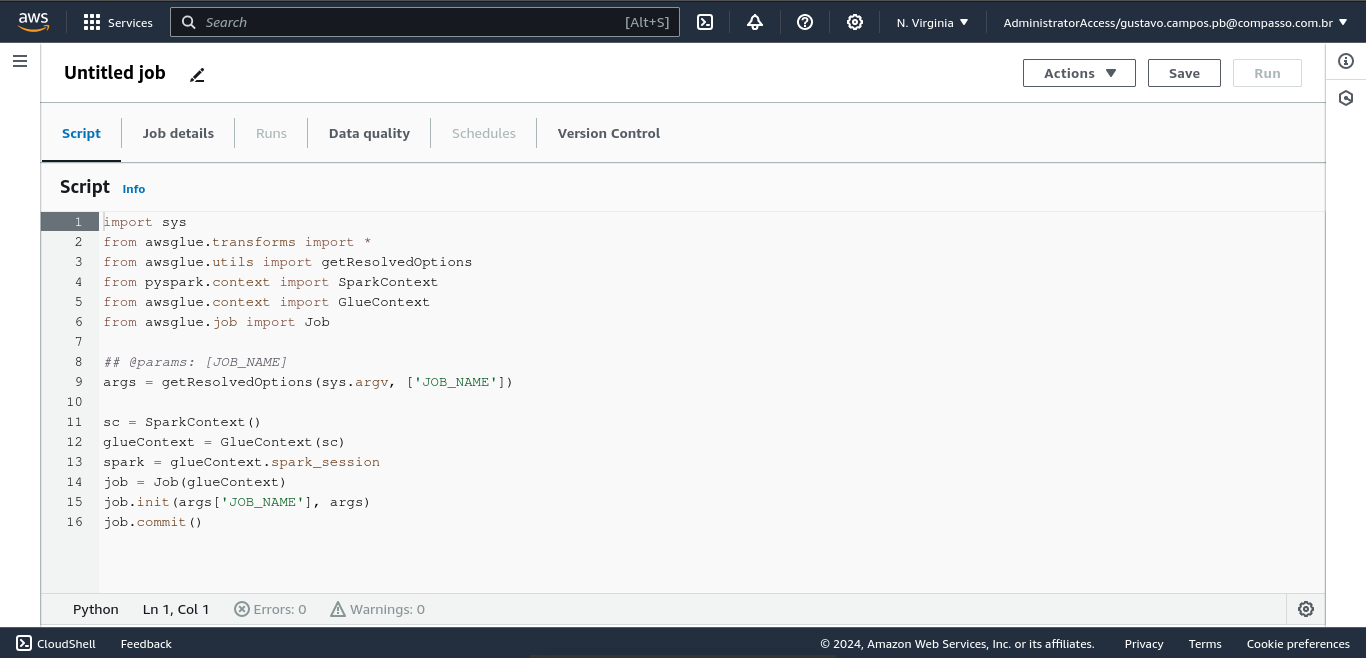 aws Services Search [Alt+S] N. Virginia AdministratorAccess/gustavo.campos.pb@compasso.com.br
Untitled job Actions Save Run
Script Job details Runs Data quality Schedules Version Control
Script Info
1 import sys
2 from awsglue.transforms import *
3 from awsglue.utils import getResolvedOptions
4 from pyspark.context import SparkContext
5 from awsglue.context import GlueContext
6 from awsglue.job import Job
7
8 ## @params: [JOB_NAME]
9 args = getResolvedOptions(sys.argv, ['JOB_NAME'])
10
11 sc = SparkContext()
12 glueContext = GlueContext(sc)
13 spark = glueContext.spark_session
14 job = Job(glueContext)
15 job.init(args['JOB_NAME'], args)
16 job.commit()
Python Ln 1, Col 1 Errors: 0 Warnings: 0
CloudShell Feedback © 2024, Amazon Web Services, Inc. or its affiliates. Privacy Terms Cookie preferences